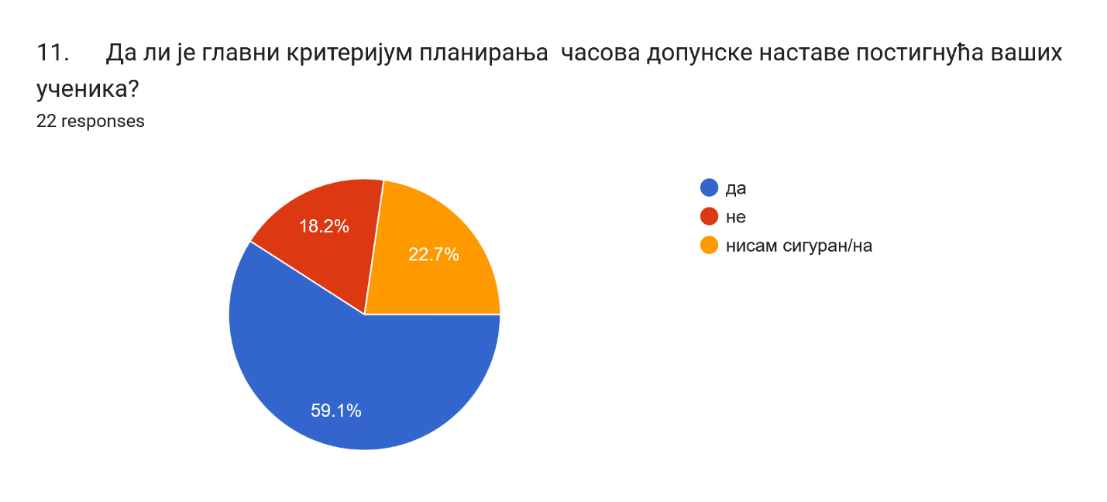 11. Да ли је главни критеријум планирања часова допунске наставе постигнућа ваших
ученика?
22 responses
да
не
нисам сигуран/на
18.2%
22.7%
59.1%